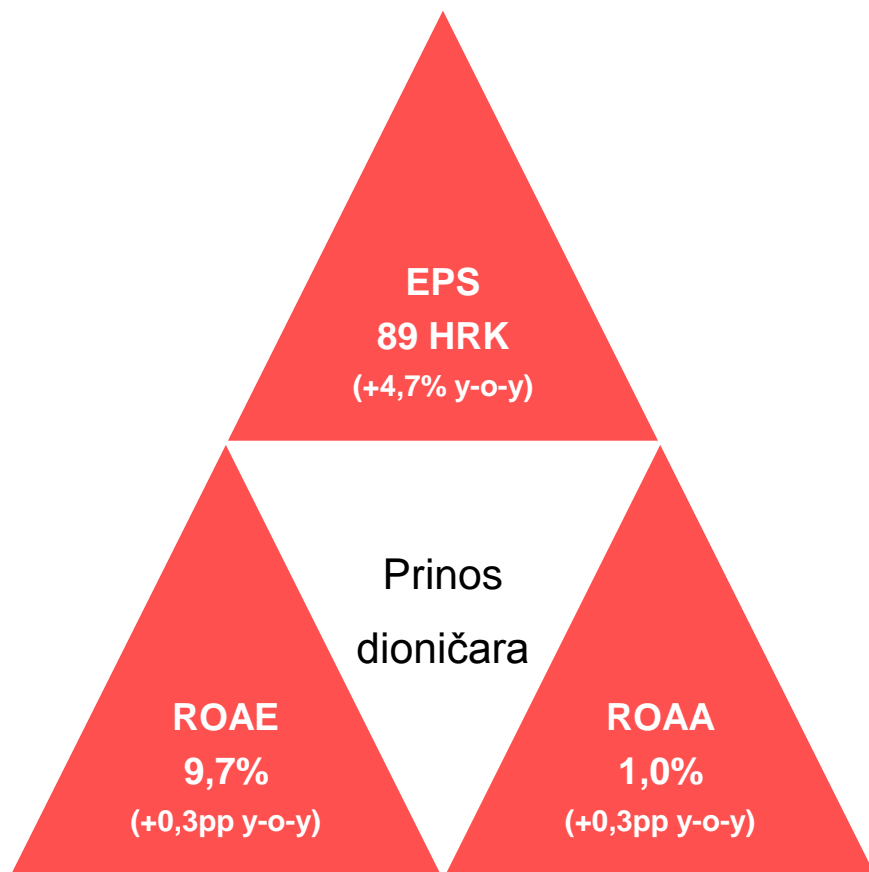 EPS
89 HRK
(+4,7% y-o-y)
Prinos
dioničara
ROAE
9,7%
(+0,3pp y-o-y)
ROAA
1,0%
(+0,3pp y-o-y)